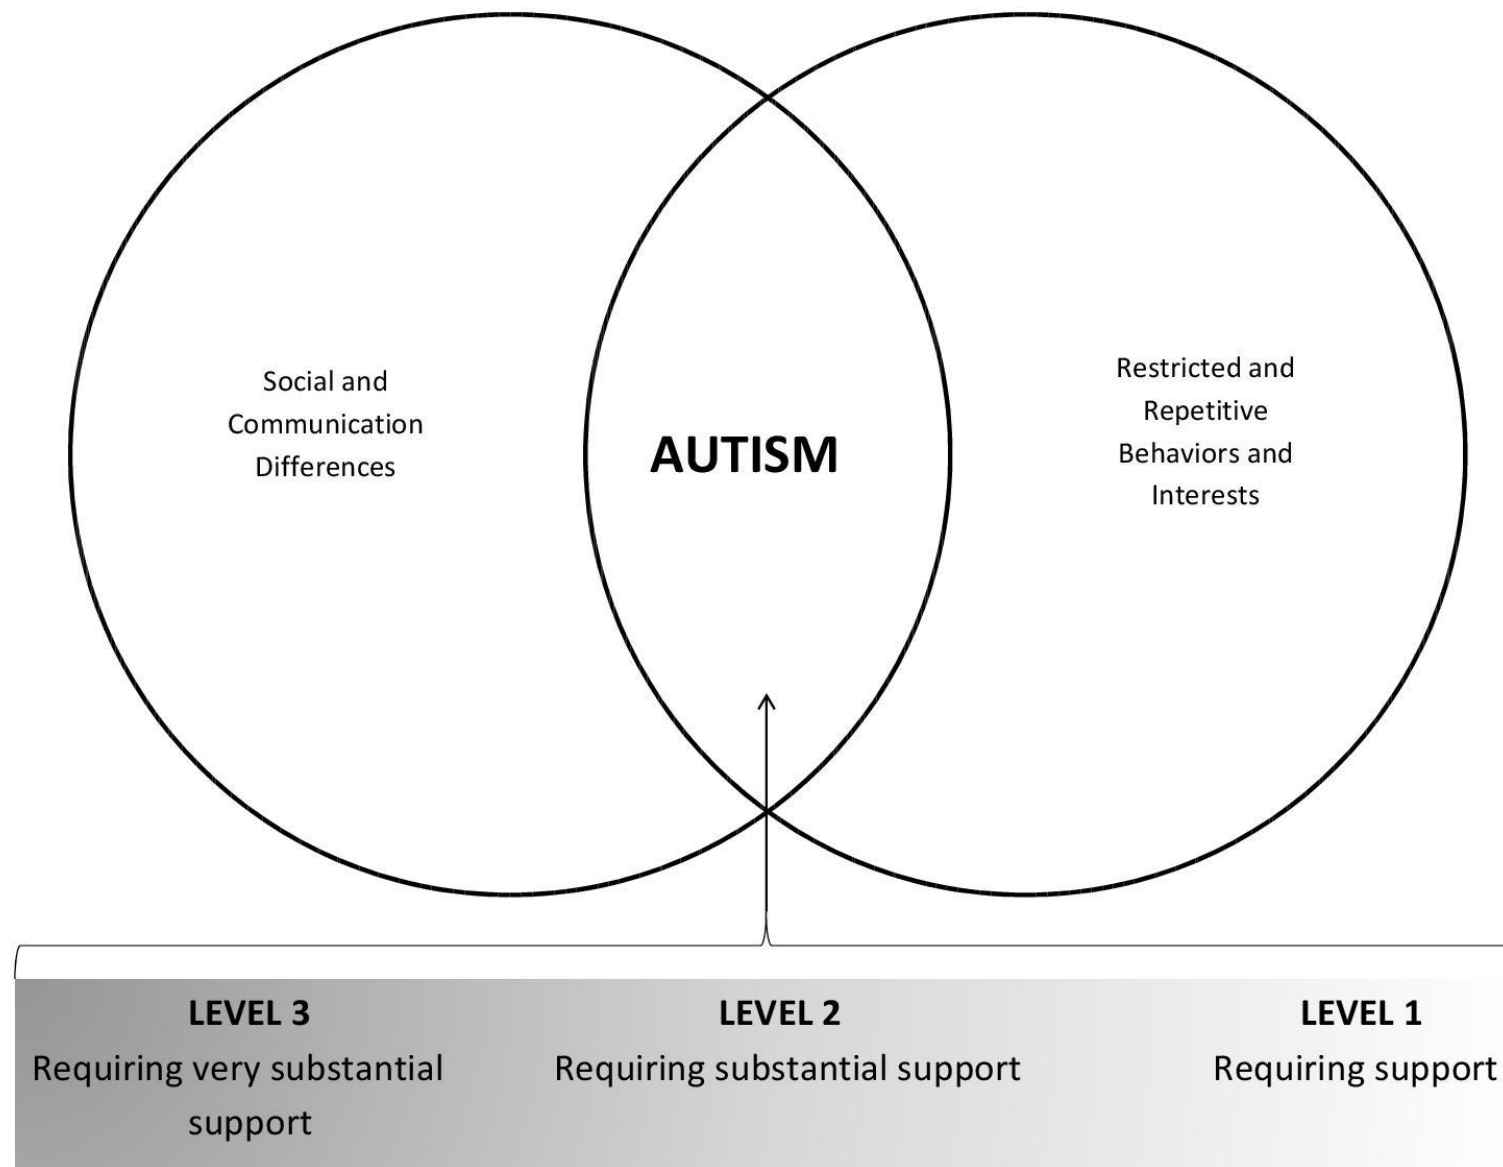 Social and
Communication
Differences
AUTISM
Restricted and
Repetitive
Behaviors and
Interests
LEVEL 3
Requiring very substantial
support
LEVEL 2
Requiring substantial support
LEVEL 1
Requiring support